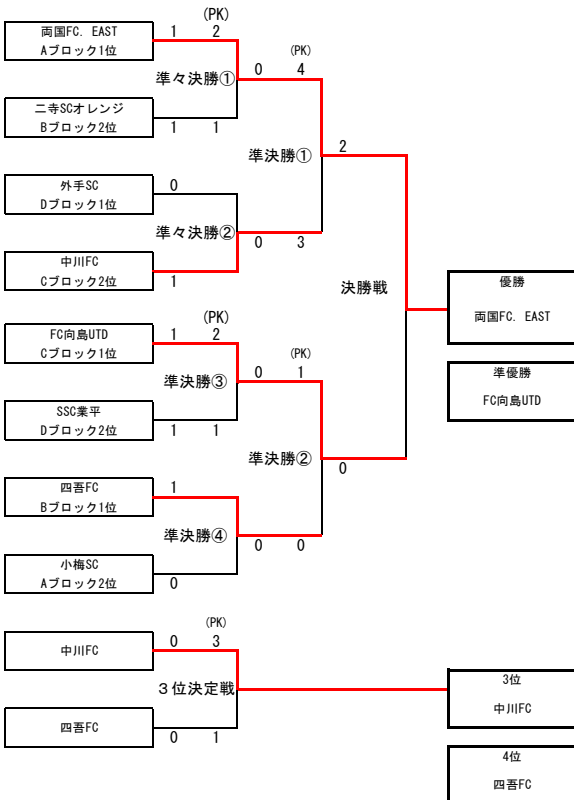 (PK)
両国FC. EAST
Aブロック1位
1 2
(PK)
0 4
準々決勝①
二寺SCオレンジ
Bブロック2位
1 1
準決勝①
2
外手SC
Dブロック1位
0
準々決勝②
0 3
中川FC
Cブロック2位
1
決勝戦
優勝
両国FC. EAST
(PK)
FC向島UTD
Cブロック1位
1 2
(PK)
0 1
準決勝③
準優勝
FC向島UTD
SSC業平
Dブロック2位
1 1
準決勝②
0
四吾FC
Bブロック1位
1
準決勝④
0 0
小梅SC
Aブロック2位
0
(PK)
中川FC
0 3
3位決定戦
3位
中川FC
四吾FC
0 1
4位
四吾FC